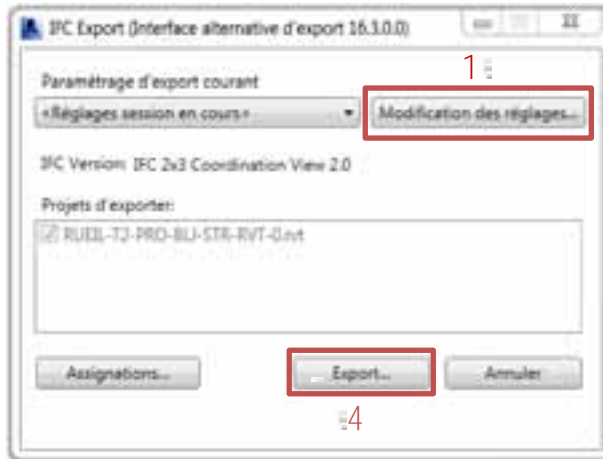 IFC Export (Interface alternative d'export 16.3.0.0)
1
Paramétrage d'export courant
<Réglages session en cours>
Modification des réglages...
IFC Version: IFC 2x3 Coordination View 2.0
Projets d'exporter:
RUEIL-T2-PRO-BLI-STR-RVT-0.rvt
Assignations...
Export...
Annuler
4